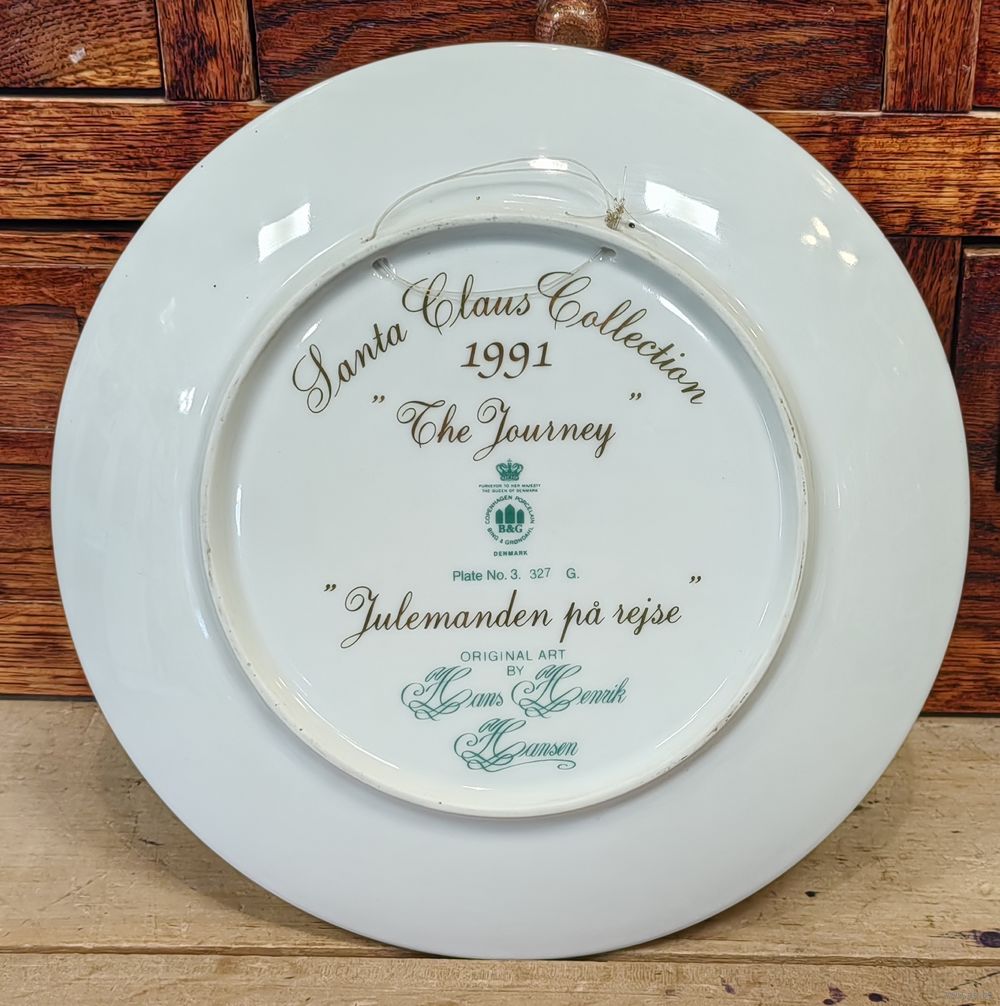 Santa Claus Collection
1991
"The Journey"
PURVEYOR TO HER MAJESTY
THE QUEEN OF DENMARK
COPENHAGEN PORCELAIN
B&G
BING & GRØNDAHL
DENMARK
Plate No. 3. 327 G.
"Julemanden på rejse"
ORIGINAL ART
BY
Hans Henrik
Hansen